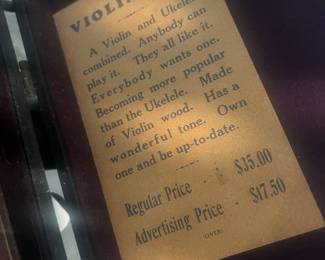 A Violin and Ukelele
combined. Anybody can
play it. They all like it.
Everybody wants one.
Becoming more popular
than the Ukelele. Made
of Violin wood. Has a
wonderful tone. Own
one and be up-to-date.
Regular Price - $35.00
Advertising Price - $17.50
(OVER)